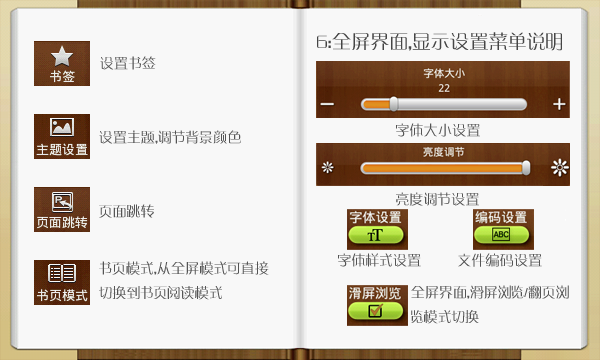 书签
设置书签
主题设置
设置主题,调节背景颜色
页面跳转
页面跳转
书页模式
书页模式,从全屏模式可直接
切换到书页阅读模式
6:全屏界面,显示设置菜单说明
字体大小
22
字体大小设置
亮度调节
亮度调节设置
字体设置
TT
字体样式设置
编码设置
ABC
文件编码设置
滑屏浏览
全屏界面,滑屏浏览/翻页浏
览模式切换